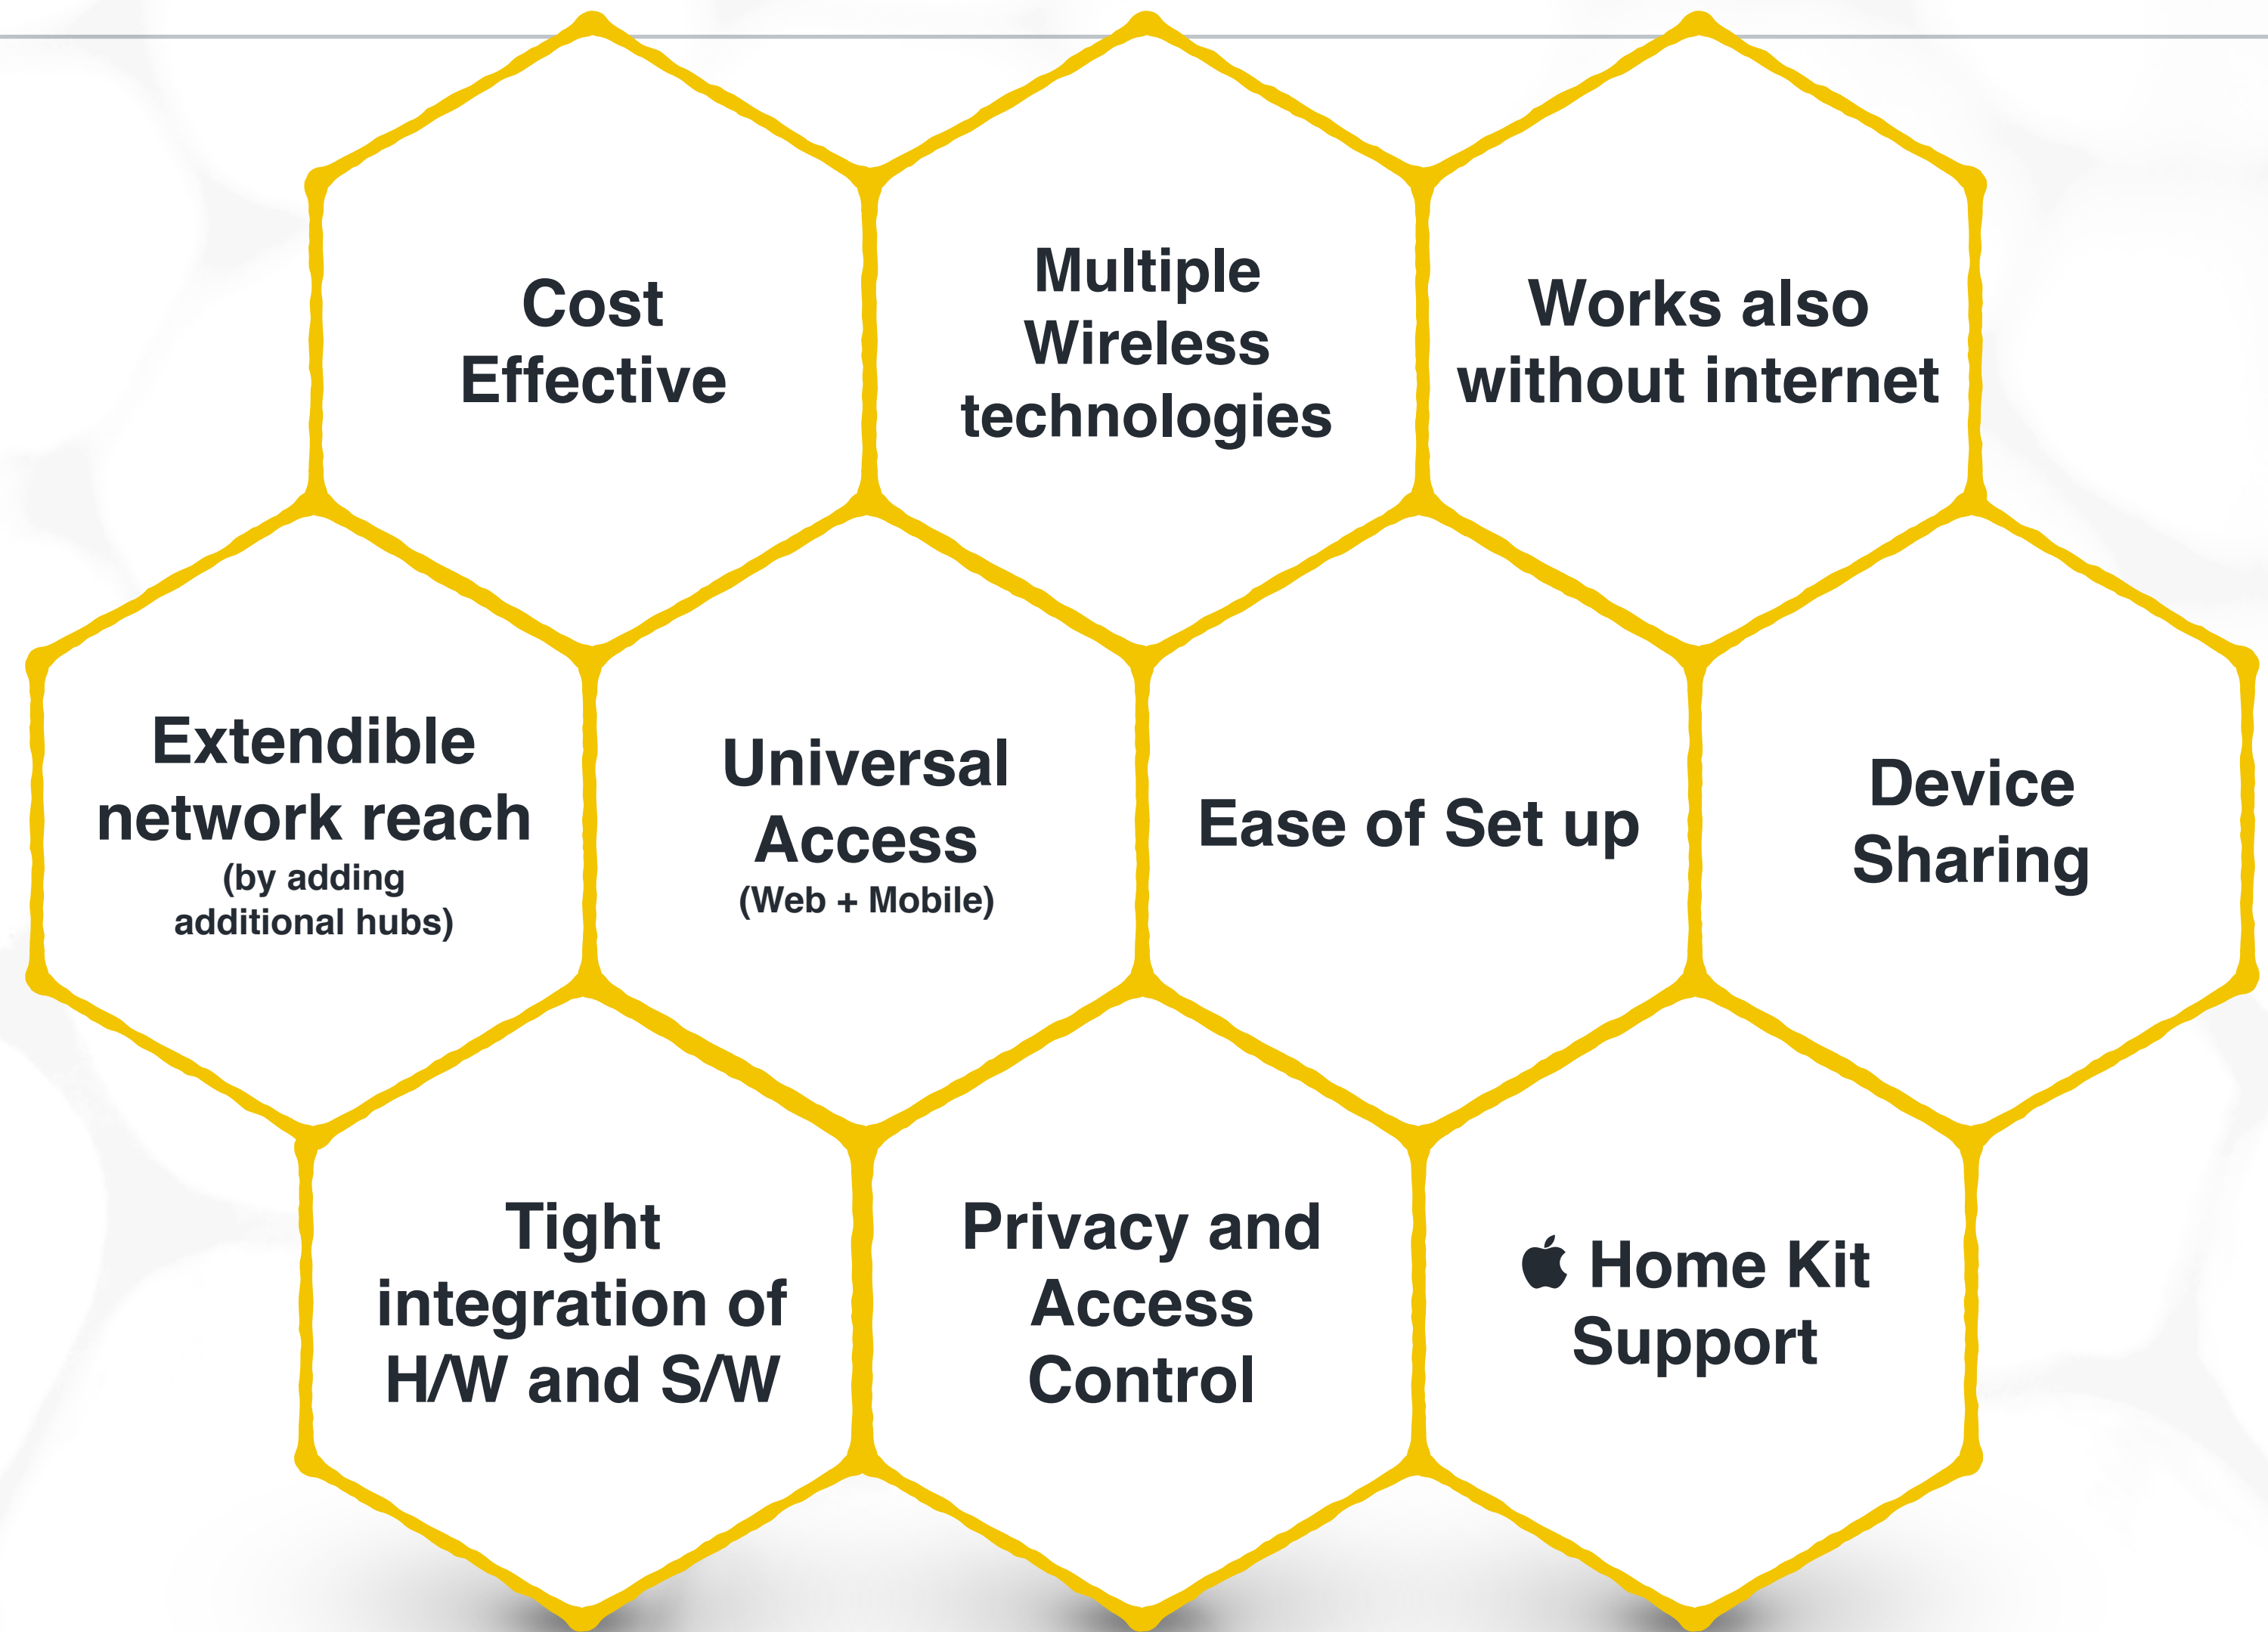 Cost
Effective
Multiple
Wireless
technologies
Works also
without internet
Extendible
network reach
(by adding
additional hubs)
Universal
Access
(Web + Mobile)
Ease of Set up
Device
Sharing
Tight
integration of
H/W and S/W
Privacy and
Access
Control
Home Kit
Support